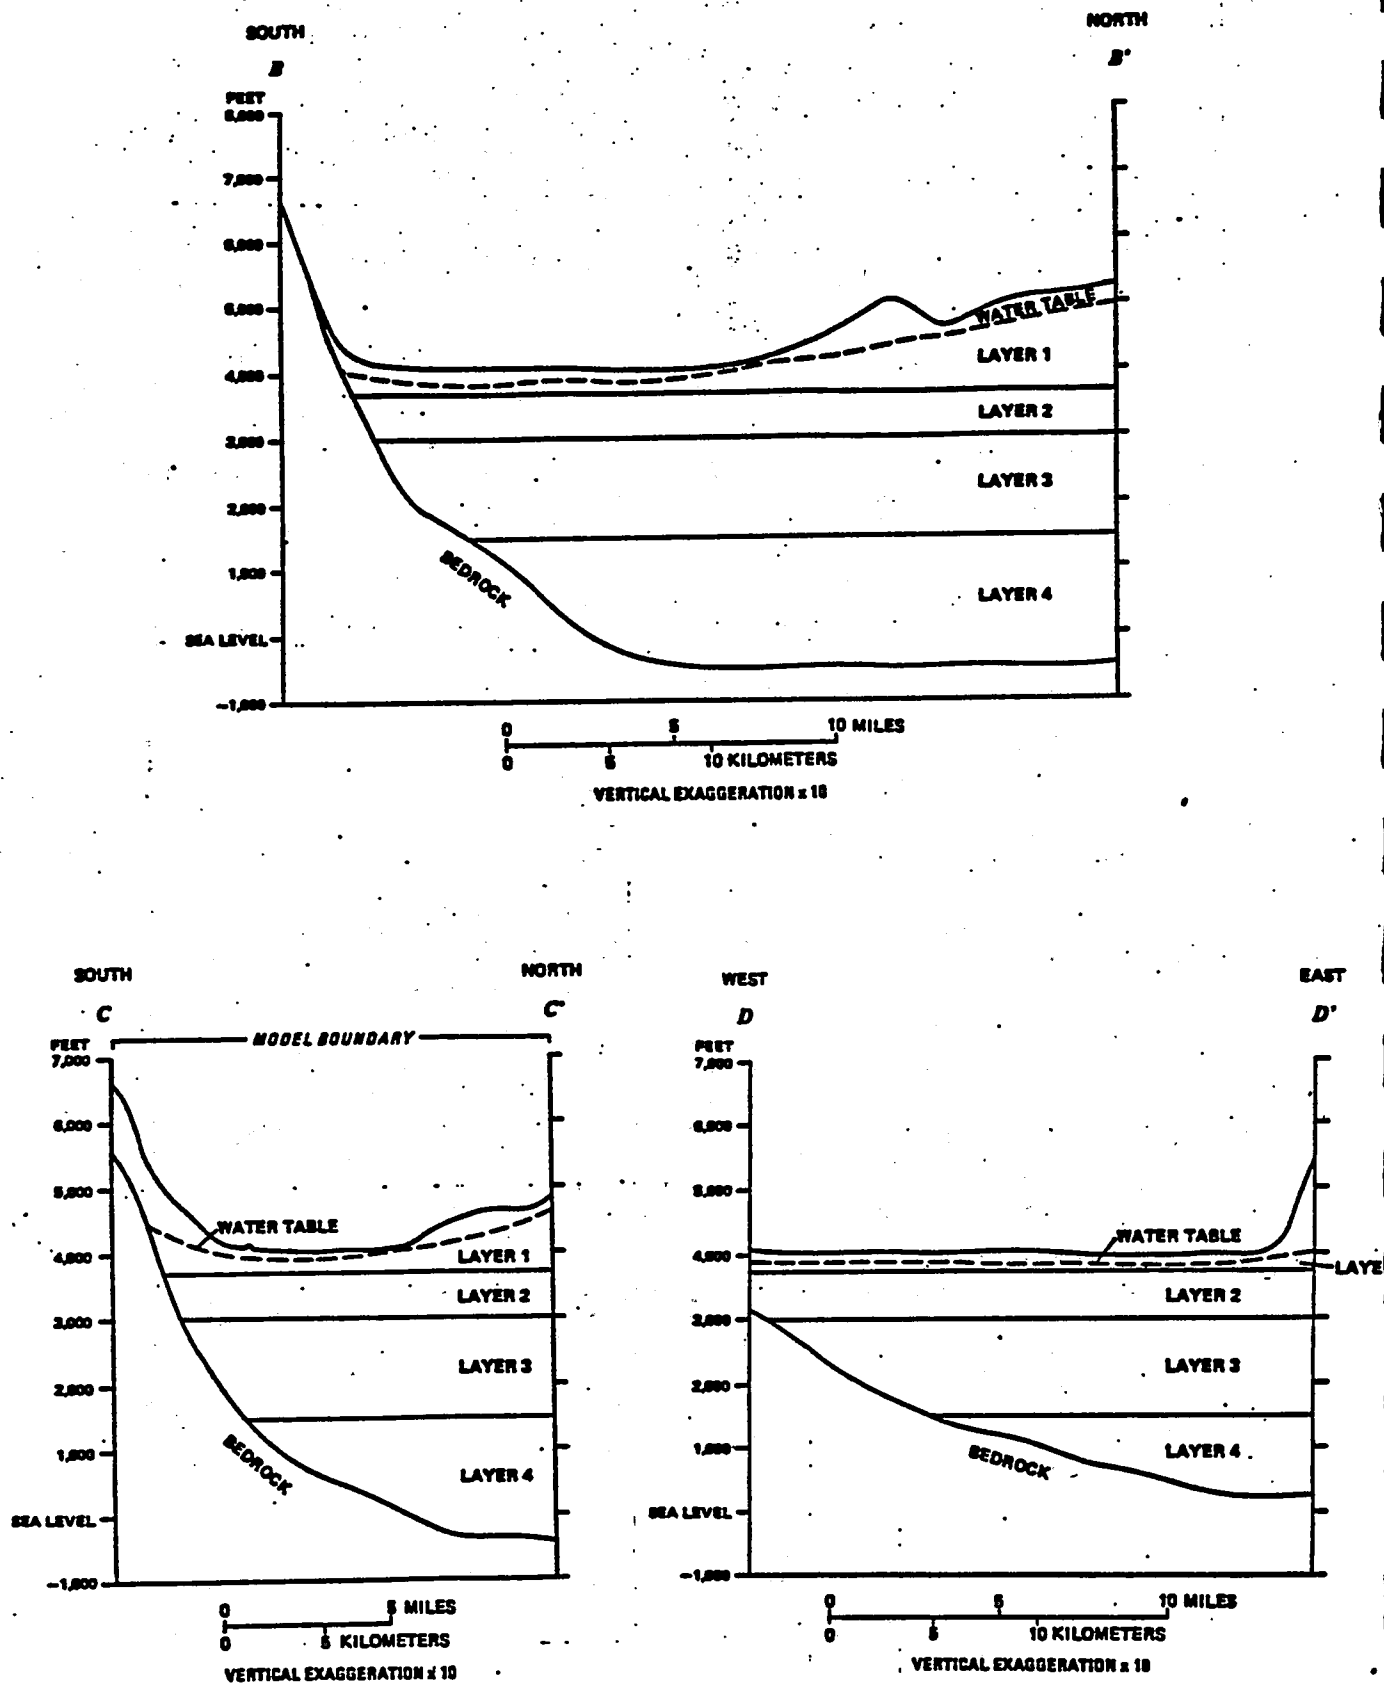 SOUTH
NORTH
B
B'
FEET
8,000
7,000
6,000
5,000
4,000
3,000
2,000
1,000
SEA LEVEL
-1,000
WATER TABLE
LAYER 1
LAYER 2
LAYER 3
LAYER 4
BEDROCK
0 5 10 MILES
0 5 10 KILOMETERS
VERTICAL EXAGGERATION x 10
SOUTH
NORTH
C
C'
MODEL BOUNDARY
FEET
7,000
6,000
5,000
4,000
3,000
2,000
1,000
SEA LEVEL
-1,000
WATER TABLE
LAYER 1
LAYER 2
LAYER 3
LAYER 4
BEDROCK
0 5 MILES
0 5 KILOMETERS
VERTICAL EXAGGERATION x 10
WEST
EAST
D
D'
FEET
7,000
6,000
5,000
4,000
3,000
2,000
1,000
SEA LEVEL
-1,000
WATER TABLE
LAYE
LAYER 2
LAYER 3
LAYER 4
BEDROCK
0 5 10 MILES
0 5 10 KILOMETERS
VERTICAL EXAGGERATION x 10